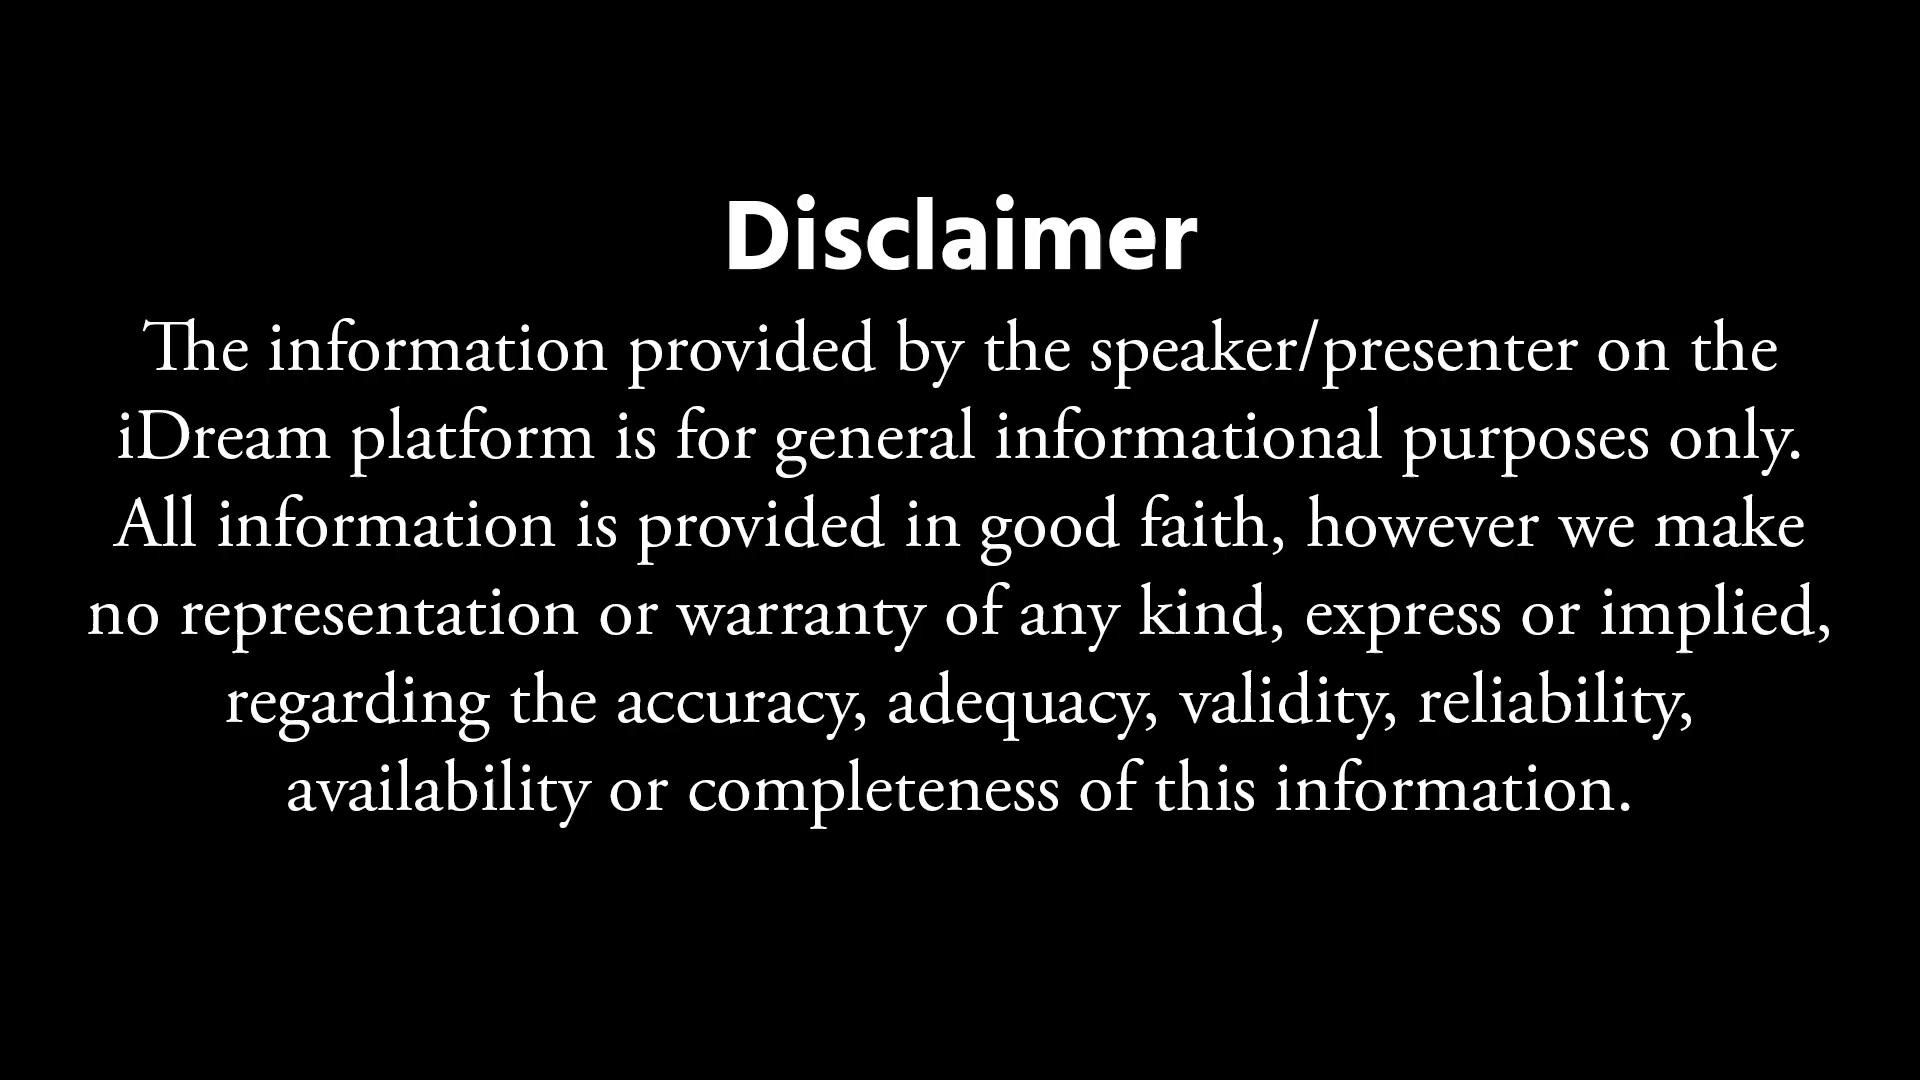 Disclaimer
The information provided by the speaker/presenter on the
iDream platform is for general informational purposes only.
All information is provided in good faith, however we make
no representation or warranty of any kind, express or implied,
regarding the accuracy, adequacy, validity, reliability,
availability or completeness of this information.